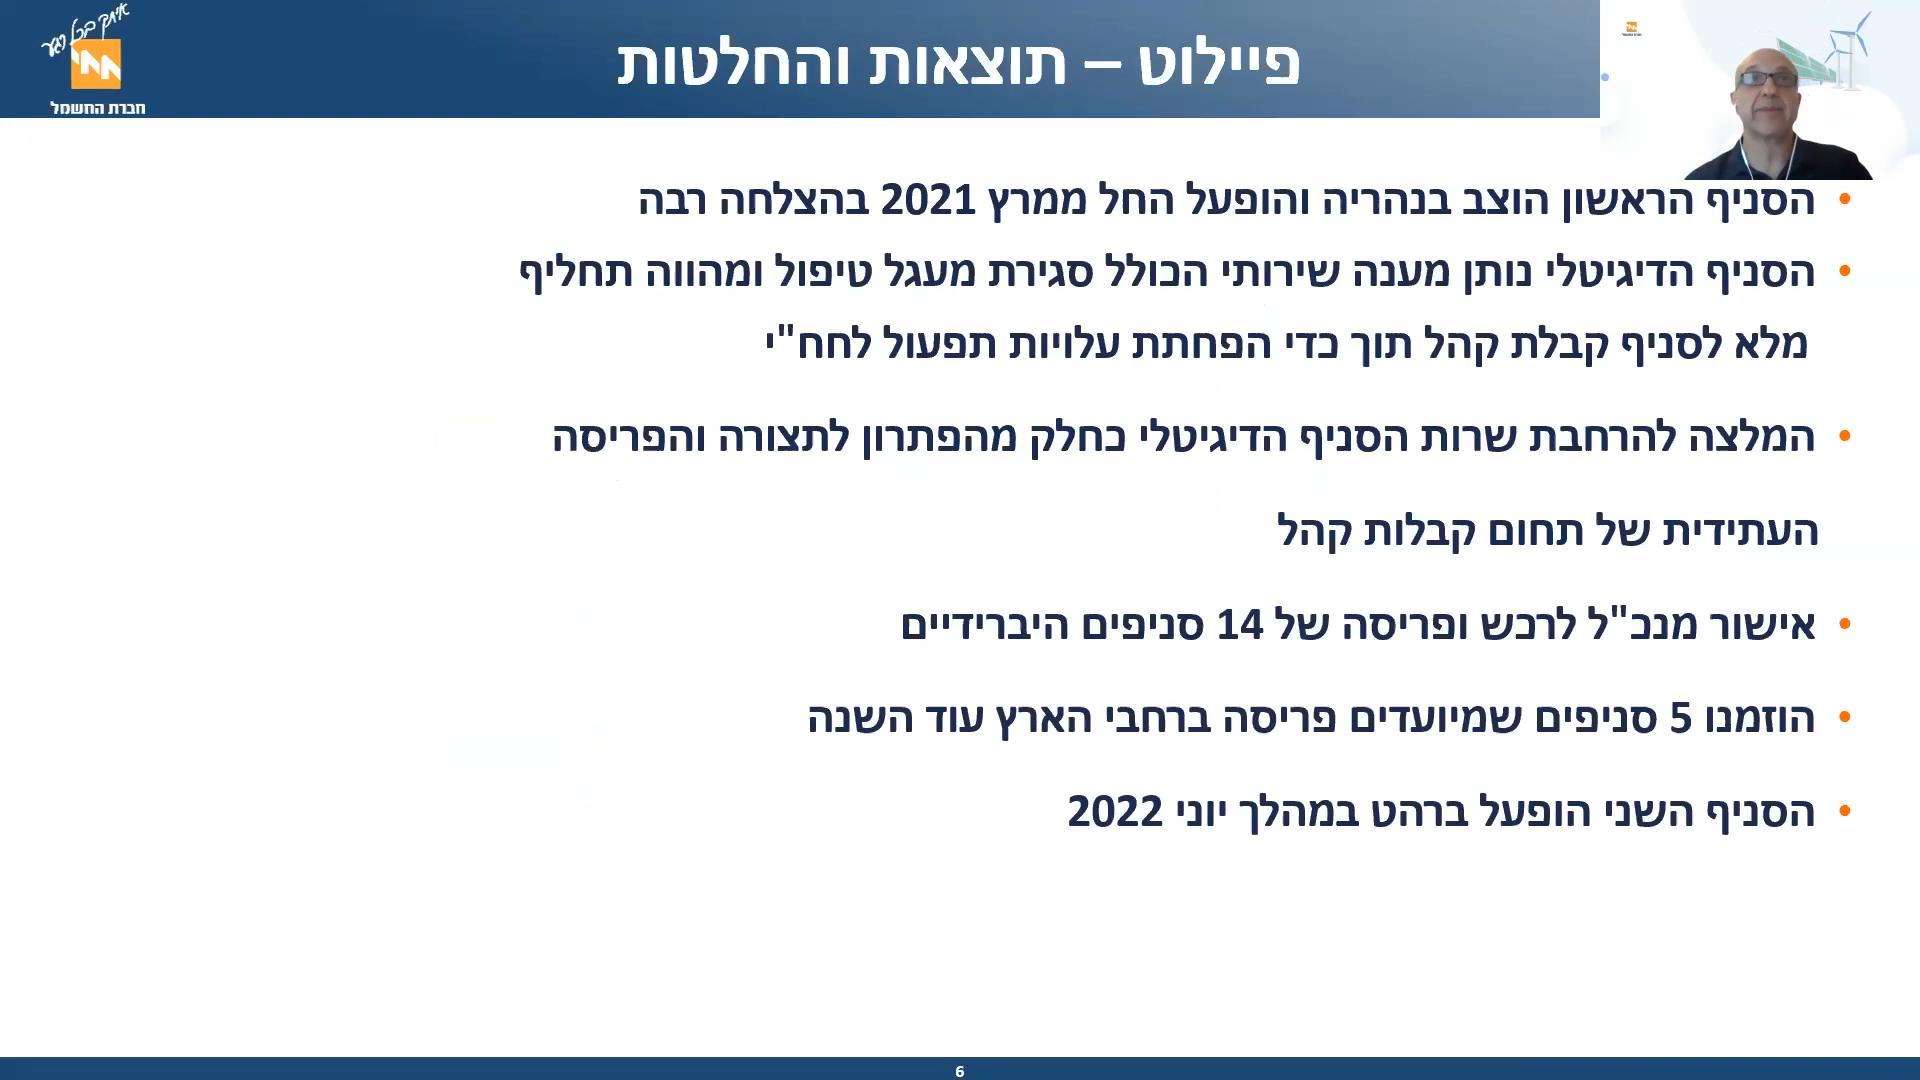 איתך בכל רגע
חברת החשמל
פיילוט – תוצאות והחלטות
• הסניף הראשון הוצב בנהריה והופעל החל ממרץ 2021 בהצלחה רבה
• הסניף הדיגיטלי נותן מענה שירותי הכולל סגירת מעגל טיפול ומהווה תחליף
מלא לסניף קבלת קהל תוך כדי הפחתת עלויות תפעול לחח"י
• המלצה להרחבת שרות הסניף הדיגיטלי כחלק מהפתרון לתצורה והפריסה
העתידית של תחום קבלות קהל
• אישור מנכ"ל לרכש ופריסה של 14 סניפים היברידיים
• הוזמנו 5 סניפים שמיועדים פריסה ברחבי הארץ עוד השנה
• הסניף השני הופעל ברהט במהלך יוני 2022
6